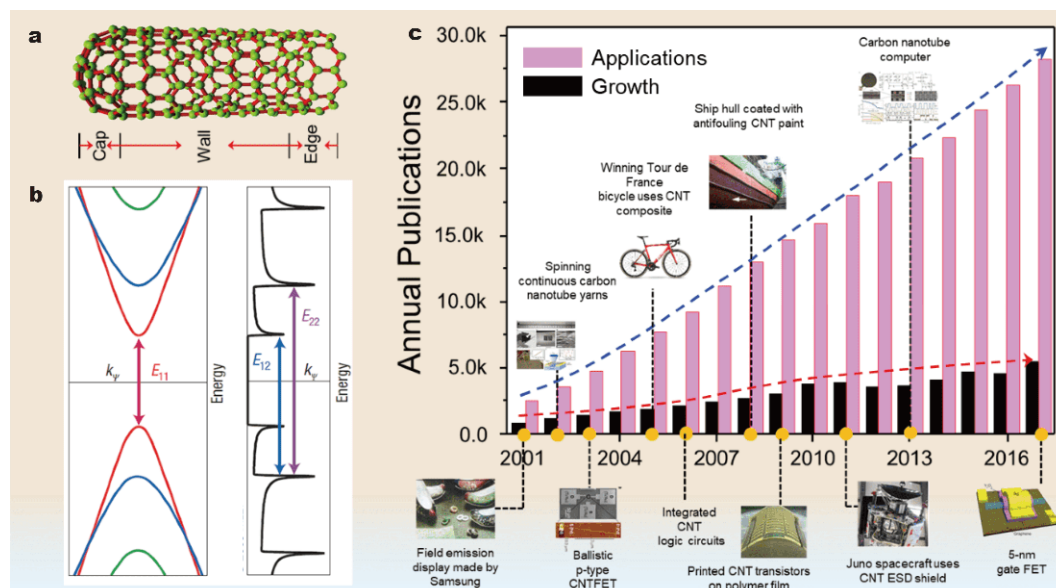 a
Cap
Wall
Edge
b
k
E11
Energy
E22
E12
k
Energy
c
Annual Publications
30.0k
25.0k
20.0k
15.0k
10.0k
5.0k
0.0
Applications
Growth
Carbon nanotube
computer
Ship hull coated with
antifouling CNT paint
Winning Tour de
France
bicycle uses CNT
composite
Spinning
continuous carbon
nanotube yarns
2001
2004
2007
2010
2013
2016
Field emission
display made by
Samsung
Ballistic
p-type
CNTFET
Integrated
CNT
logic circuits
Printed CNT transistors
on polymer film
Juno spacecraft uses
CNT ESD shield
5-nm
gate FET